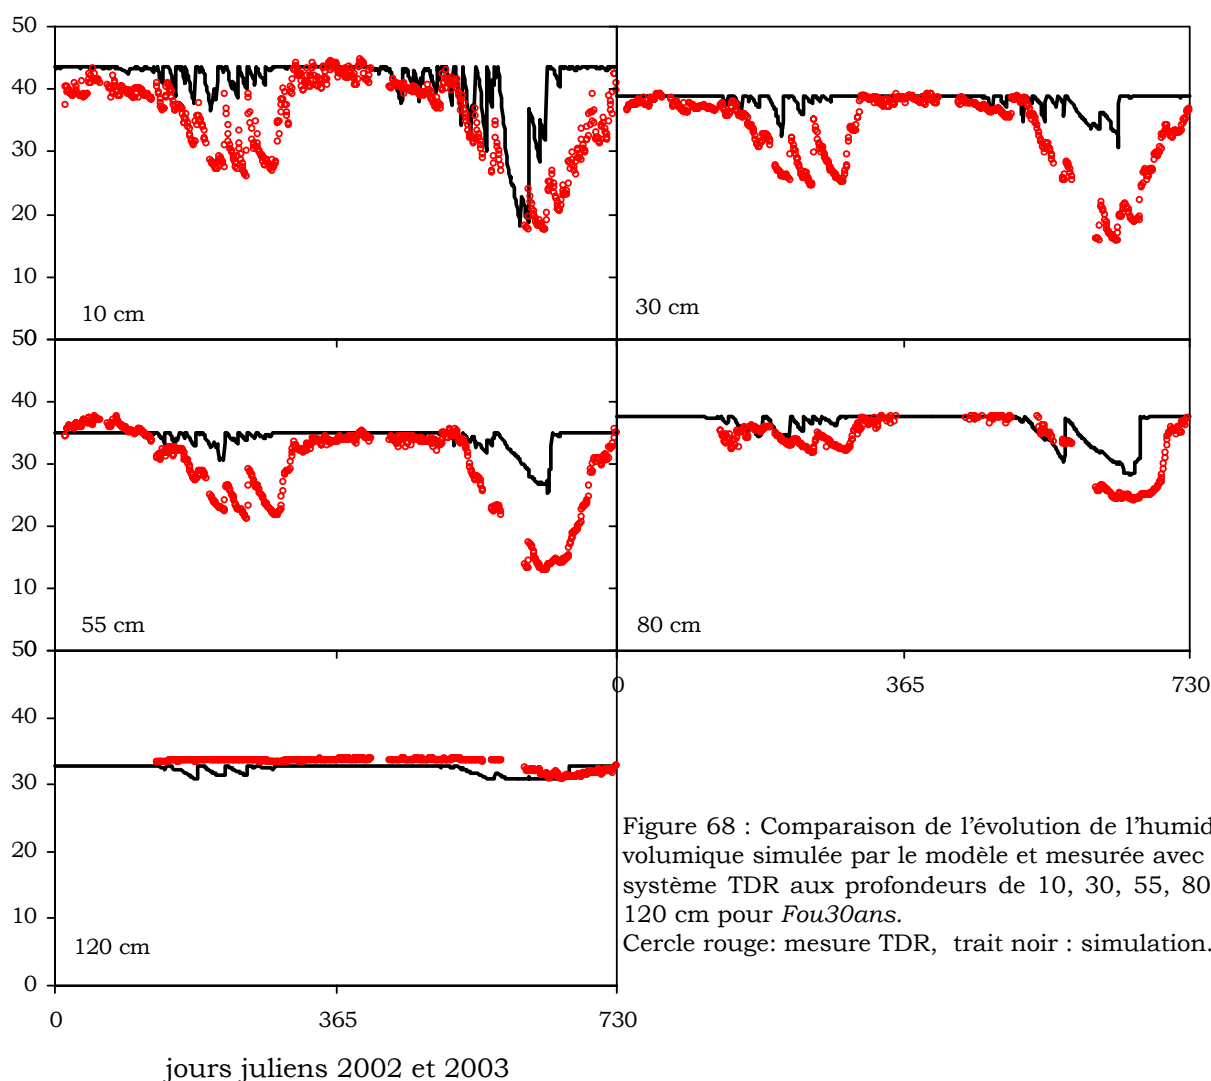 50
40
30
20
10
50
10 cm
30 cm
40
30
20
10
50
55 cm
80 cm
0
365
730
40
30
20
10
0
120 cm
0
365
730
jours juliens 2002 et 2003
Figure 68 : Comparaison de l'évolution de l'humid
volumique simulée par le modèle et mesurée avec
système TDR aux profondeurs de 10, 30, 55, 80
120 cm pour Fou30ans.
Cercle rouge: mesure TDR, trait noir : simulation.